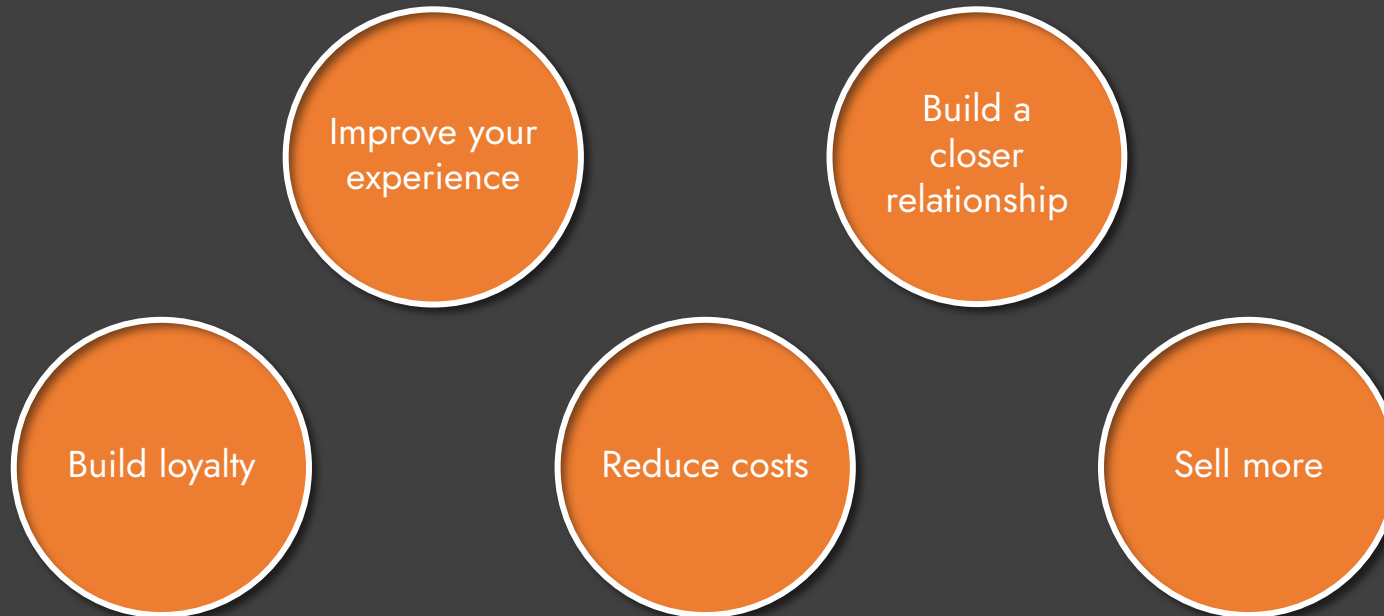 Improve your
experience
Build a
closer
relationship
Build loyalty
Reduce costs
Sell more